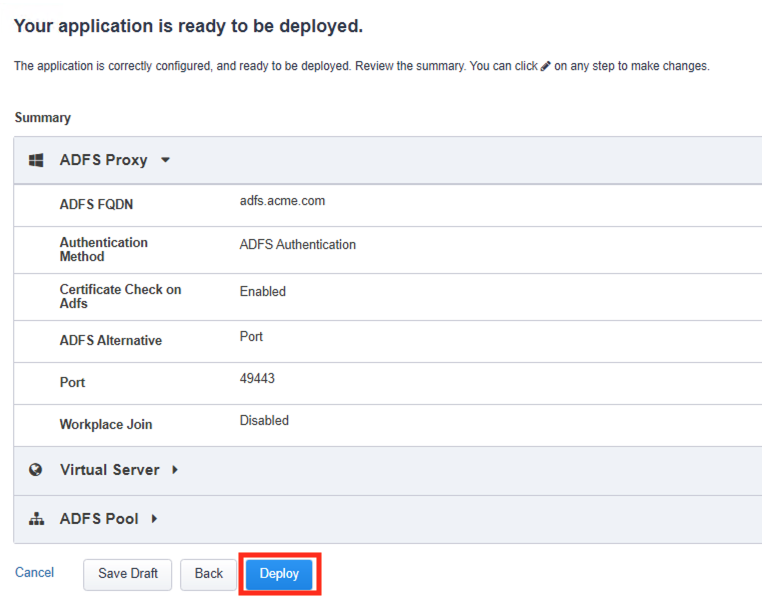 Your application is ready to be deployed.
The application is correctly configured, and ready to be deployed. Review the summary. You can click on any step to make changes.
Summary
ADFS Proxy
ADFS FQDN adfs.acme.com
Authentication
Method ADFS Authentication
Certificate Check on
Adfs Enabled
ADFS Alternative Port
Port 49443
Workplace Join Disabled
Virtual Server
ADFS Pool
Cancel Save Draft Back Deploy